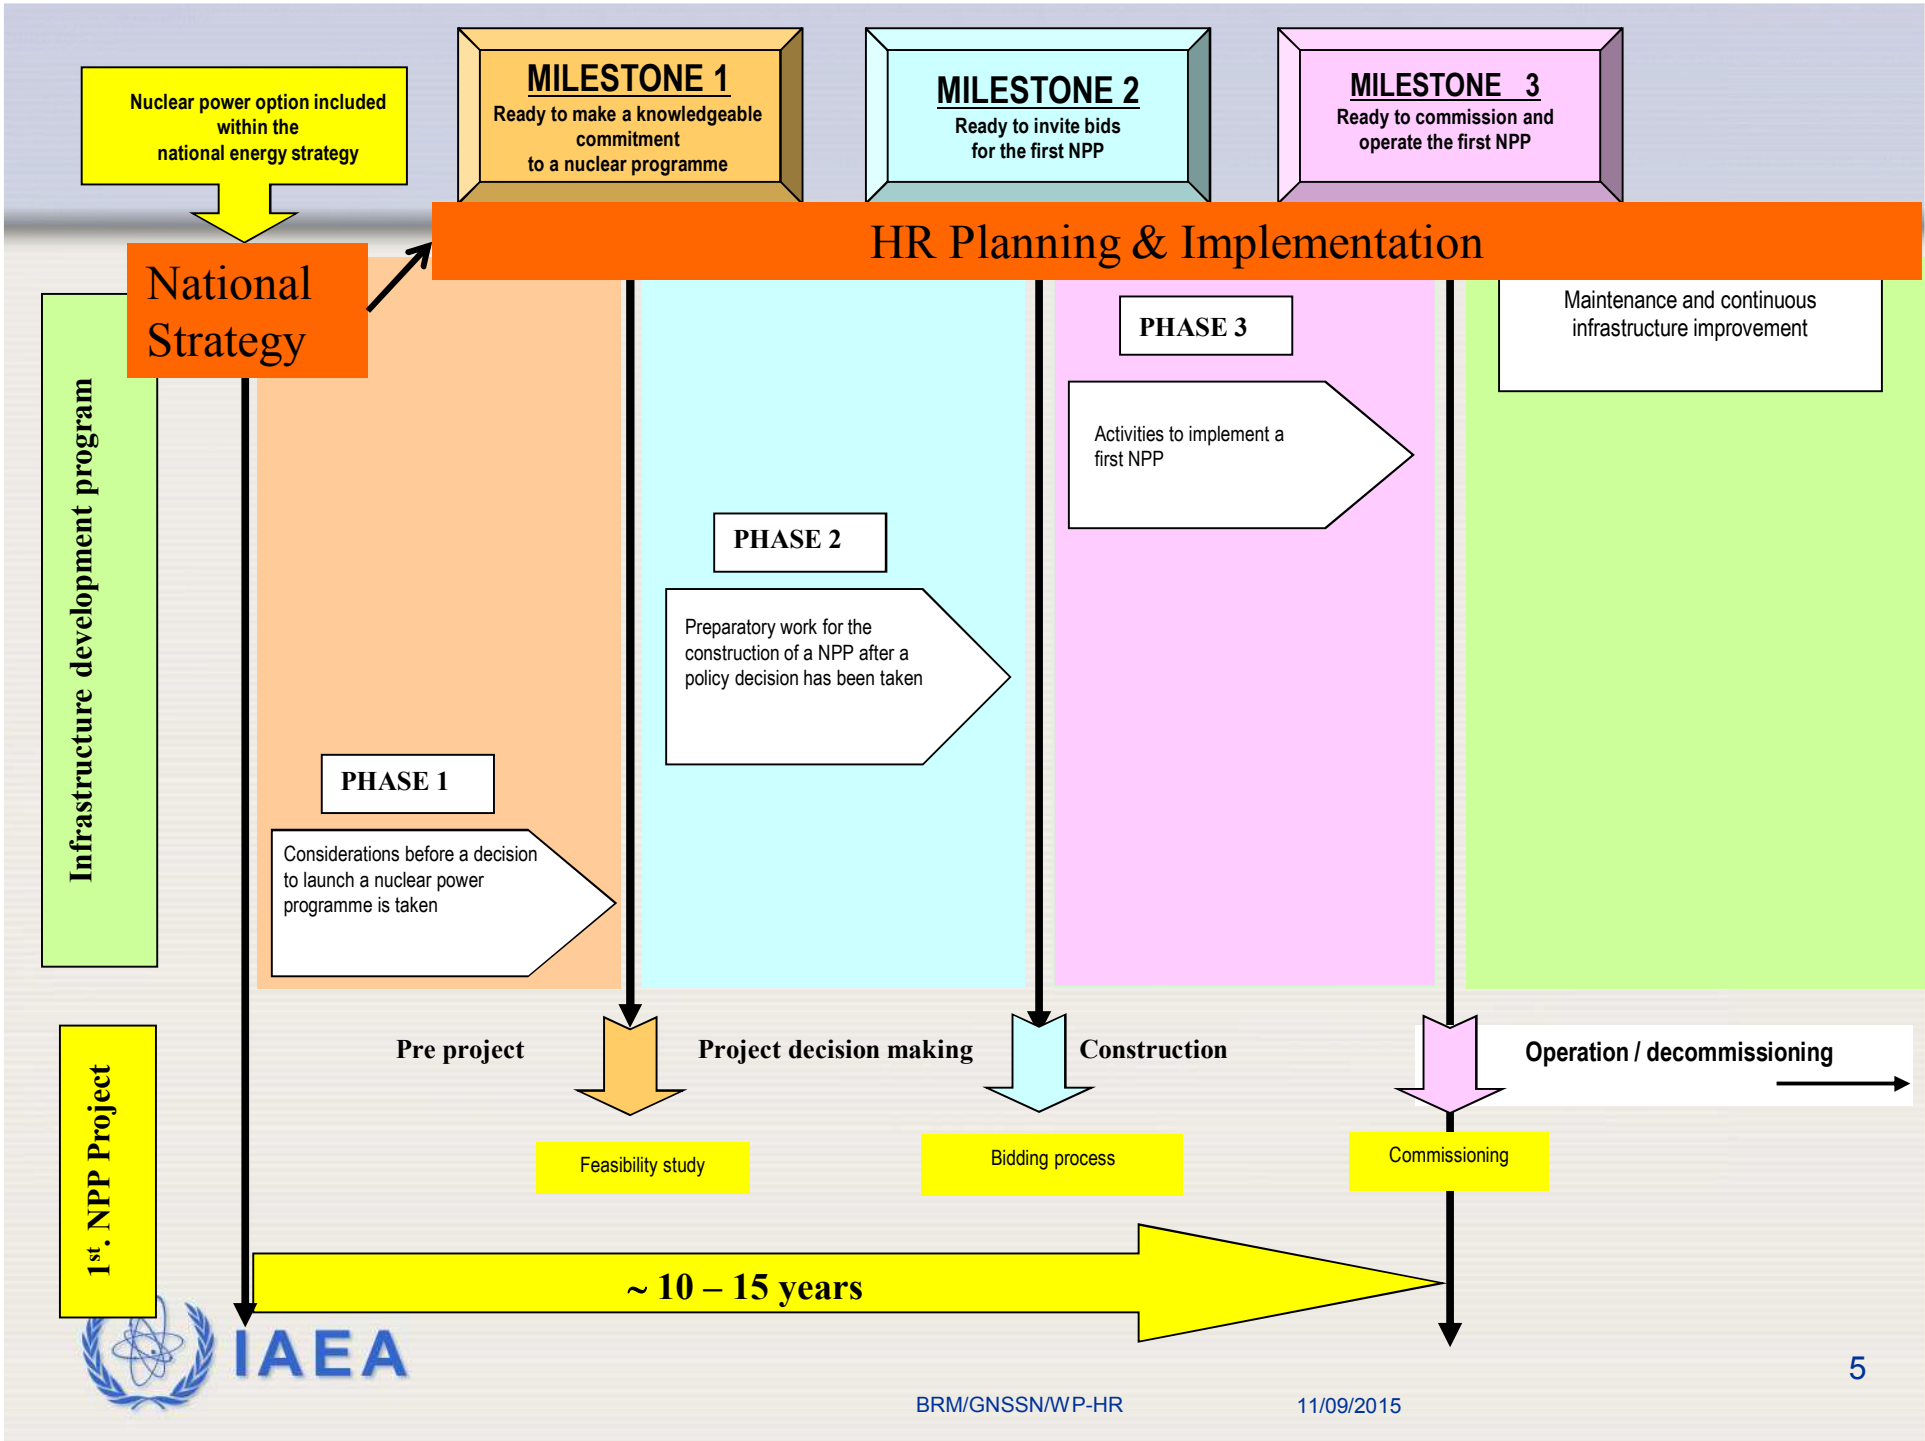 Nuclear power option included
within the
national energy strategy
MILESTONE 1
Ready to make a knowledgeable
commitment
to a nuclear programme
MILESTONE 2
Ready to invite bids
for the first NPP
MILESTONE 3
Ready to commission and
operate the first NPP
HR Planning & Implementation
National
Strategy
Maintenance and continuous
infrastructure improvement
PHASE 3
Activities to implement a
first NPP
Infrastructure development program
PHASE 2
Preparatory work for the
construction of a NPP after a
policy decision has been taken
PHASE 1
Considerations before a decision
to launch a nuclear power
programme is taken
1st. NPP Project
Pre project
Project decision making
Construction
Operation / decommissioning
Feasibility study
Bidding process
Commissioning
~ 10 – 15 years
IAEA
BRM/GNSSN/WP-HR
11/09/2015
5